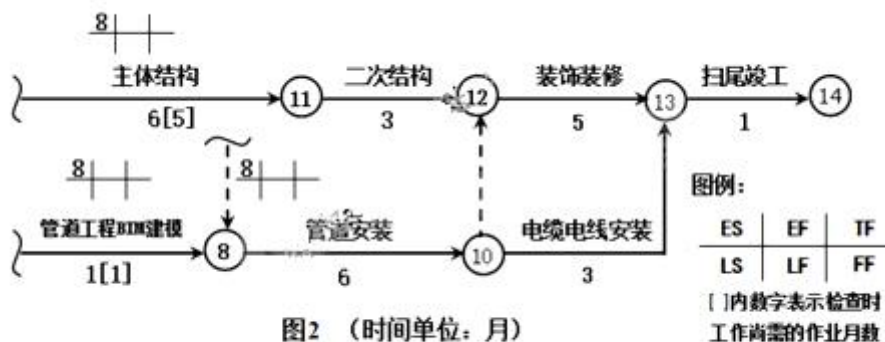 8
主体结构
6[5]
11
二次结构
3
12
装饰装修
5
13
扫尾竣工
1
14
8
管道工程BIM建模
1[1]
8
8
管道安装
6
10
电缆电线安装
3
图例：
ES EF TF
LS LF FF
[ ]内数字表示检查时
工作尚需的作业月数
图2 （时间单位：月）